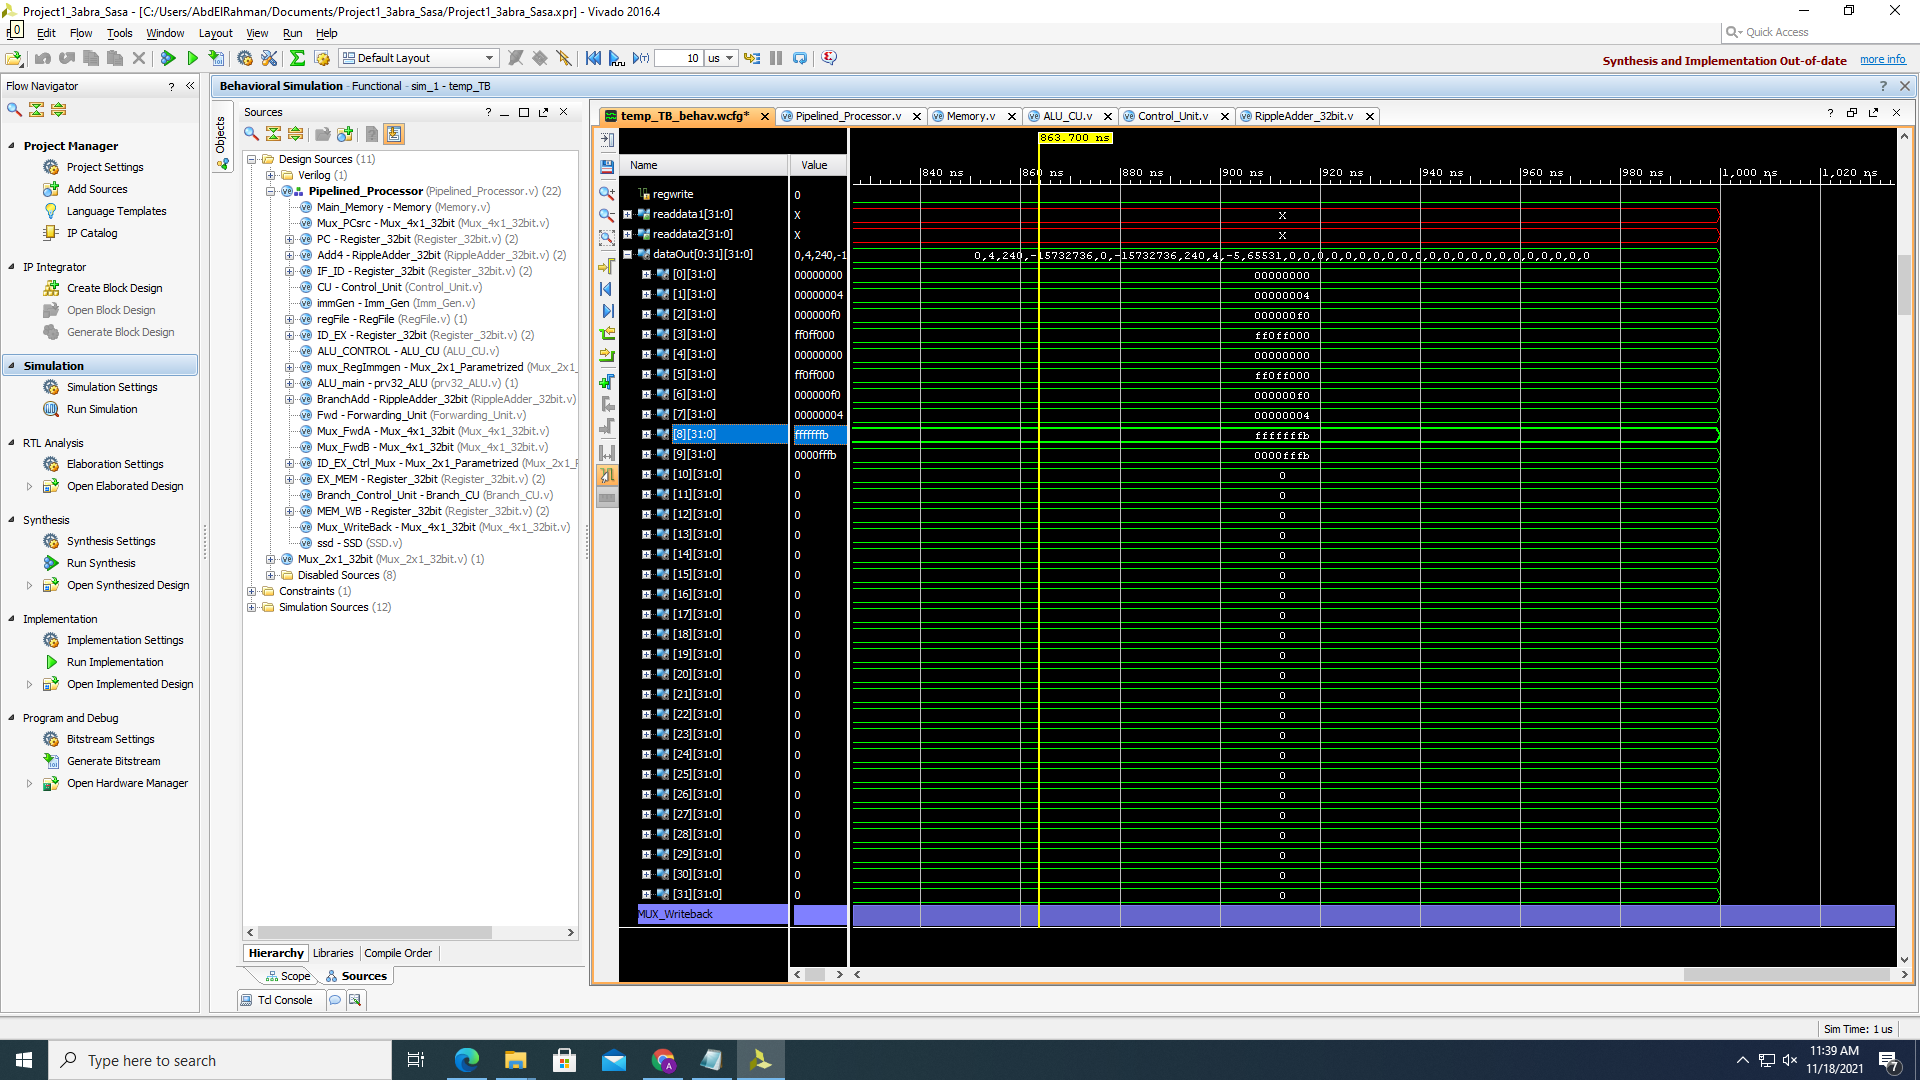 Project1_3abra_Sasa - [C:/Users/AbdElRahman/Documents/Project1_3abra_Sasa/Project1_3abra_Sasa.xpr] - Vivado 2016.4
0 Edit Flow Tools Window Layout View Run Help
Quick Access
Default Layout 10 us
Synthesis and Implementation Out-of-date more info
Flow Navigator
Project Manager
Project Settings
Add Sources
Language Templates
IP Catalog
IP Integrator
Create Block Design
Open Block Design
Generate Block Design
Simulation
Simulation Settings
Run Simulation
RTL Analysis
Elaboration Settings
Open Elaborated Design
Synthesis
Synthesis Settings
Run Synthesis
Open Synthesized Design
Implementation
Implementation Settings
Run Implementation
Open Implemented Design
Program and Debug
Bitstream Settings
Generate Bitstream
Open Hardware Manager
Behavioral Simulation - Functional - sim_1 - temp_TB
Objects
Sources
Design Sources (11)
Verilog (1)
Pipelined_Processor (Pipelined_Processor.v) (22)
Main_Memory - Memory (Memory.v)
Mux_PCsrc - Mux_4x1_32bit (Mux_4x1_32bit.v)
PC - Register_32bit (Register_32bit.v) (2)
Add4 - RippleAdder_32bit (RippleAdder_32bit.v) (2)
IF_ID - Register_32bit (Register_32bit.v) (2)
CU - Control_Unit (Control_Unit.v)
immGen - Imm_Gen (Imm_Gen.v)
regFile - RegFile (RegFile.v) (1)
ID_EX - Register_32bit (Register_32bit.v) (2)
ALU_CONTROL - ALU_CU (ALU_CU.v)
mux_RegImmgen - Mux_2x1_Parametrized (Mux_2x1_
ALU_main - prv32_ALU (prv32_ALU.v) (1)
BranchAdd - RippleAdder_32bit (RippleAdder_32bit.v)
Fwd - Forwarding_Unit (Forwarding_Unit.v)
Mux_FwdA - Mux_4x1_32bit (Mux_4x1_32bit.v)
Mux_FwdB - Mux_4x1_32bit (Mux_4x1_32bit.v)
ID_EX_Ctrl_Mux - Mux_2x1_Parametrized (Mux_2x1_F
EX_MEM - Register_32bit (Register_32bit.v) (2)
Branch_Control_Unit - Branch_CU (Branch_CU.v)
MEM_WB - Register_32bit (Register_32bit.v) (2)
Mux_WriteBack - Mux_4x1_32bit (Mux_4x1_32bit.v)
ssd - SSD (SSD.v)
Mux_2x1_32bit (Mux_2x1_32bit.v) (1)
Disabled Sources (8)
Constraints (1)
Simulation Sources (12)
Hierarchy Libraries Compile Order
Scope Sources
Tcl Console
temp_TB_behav.wcfg* Pipelined_Processor.v Memory.v ALU_CU.v Control_Unit.v RippleAdder_32bit.v
863.700 ns
Name Value
840 ns 860 ns 880 ns 900 ns 920 ns 940 ns 960 ns 980 ns 1,000 ns 1,020 ns
regwrite 0
readdata1[31:0] X X
readdata2[31:0] X X
dataOut[0:31][31:0] 0,4,240,-1 0,4,240,-15732736,0,-15732736,240,4,-5,65531,0,0,0,0,0,0,0,0,0,0,0,0,0,0,0,0,0,0,0,0,0,0
[0][31:0] 00000000 00000000
[1][31:0] 00000004 00000004
[2][31:0] 000000f0 000000f0
[3][31:0] ff0ff000 ff0ff000
[4][31:0] 00000000 00000000
[5][31:0] ff0ff000 ff0ff000
[6][31:0] 000000f0 000000f0
[7][31:0] 00000004 00000004
[8][31:0] fffffffb fffffffb
[9][31:0] 0000fffb 0000fffb
[10][31:0] 0 0
[11][31:0] 0 0
[12][31:0] 0 0
[13][31:0] 0 0
[14][31:0] 0 0
[15][31:0] 0 0
[16][31:0] 0 0
[17][31:0] 0 0
[18][31:0] 0 0
[19][31:0] 0 0
[20][31:0] 0 0
[21][31:0] 0 0
[22][31:0] 0 0
[23][31:0] 0 0
[24][31:0] 0 0
[25][31:0] 0 0
[26][31:0] 0 0
[27][31:0] 0 0
[28][31:0] 0 0
[29][31:0] 0 0
[30][31:0] 0 0
[31][31:0] 0 0
MUX_Writeback
Sim Time: 1 us
Type here to search
A
11:39 AM
11/18/2021
7